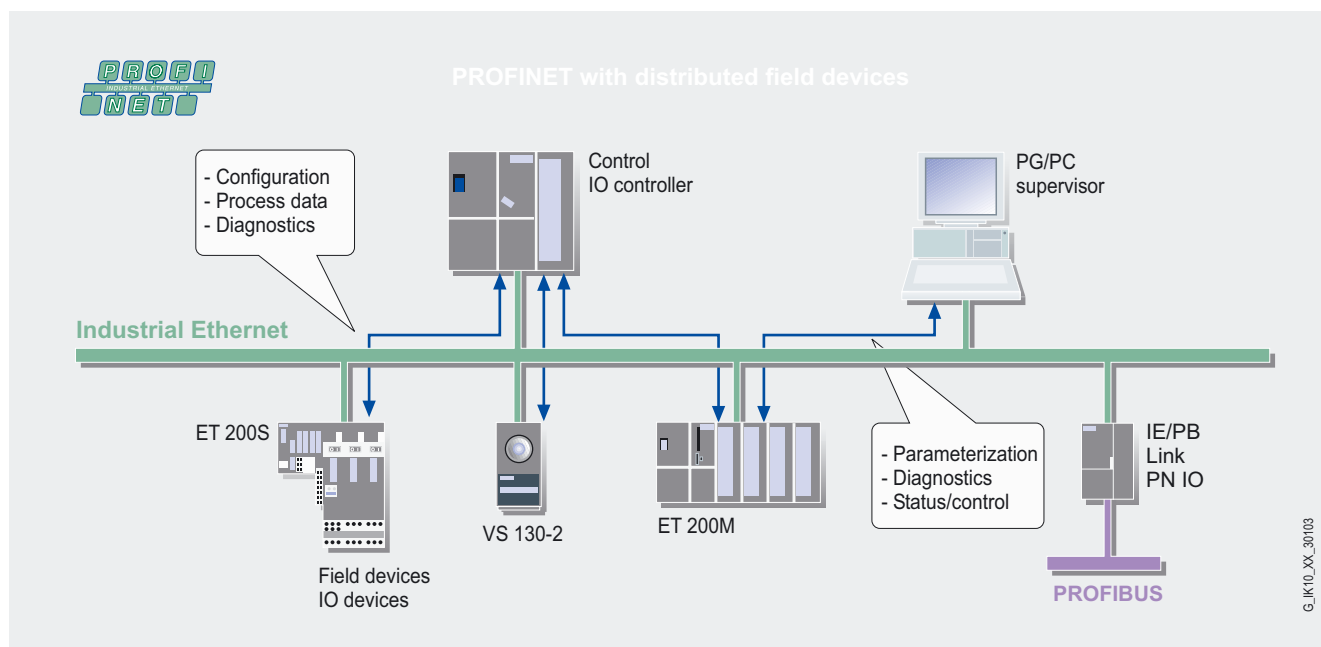 PROFI
INDUSTRIAL ETHERNET
NET
PROFINET with distributed field devices
- Configuration
- Process data
- Diagnostics
Control
IO controller
PG/PC
supervisor
Industrial Ethernet
ET 200S
VS 130-2
ET 200M
- Parameterization
- Diagnostics
- Status/control
IE/PB
Link
PN IO
Field devices
IO devices
PROFIBUS
G_IK10_XX_30103